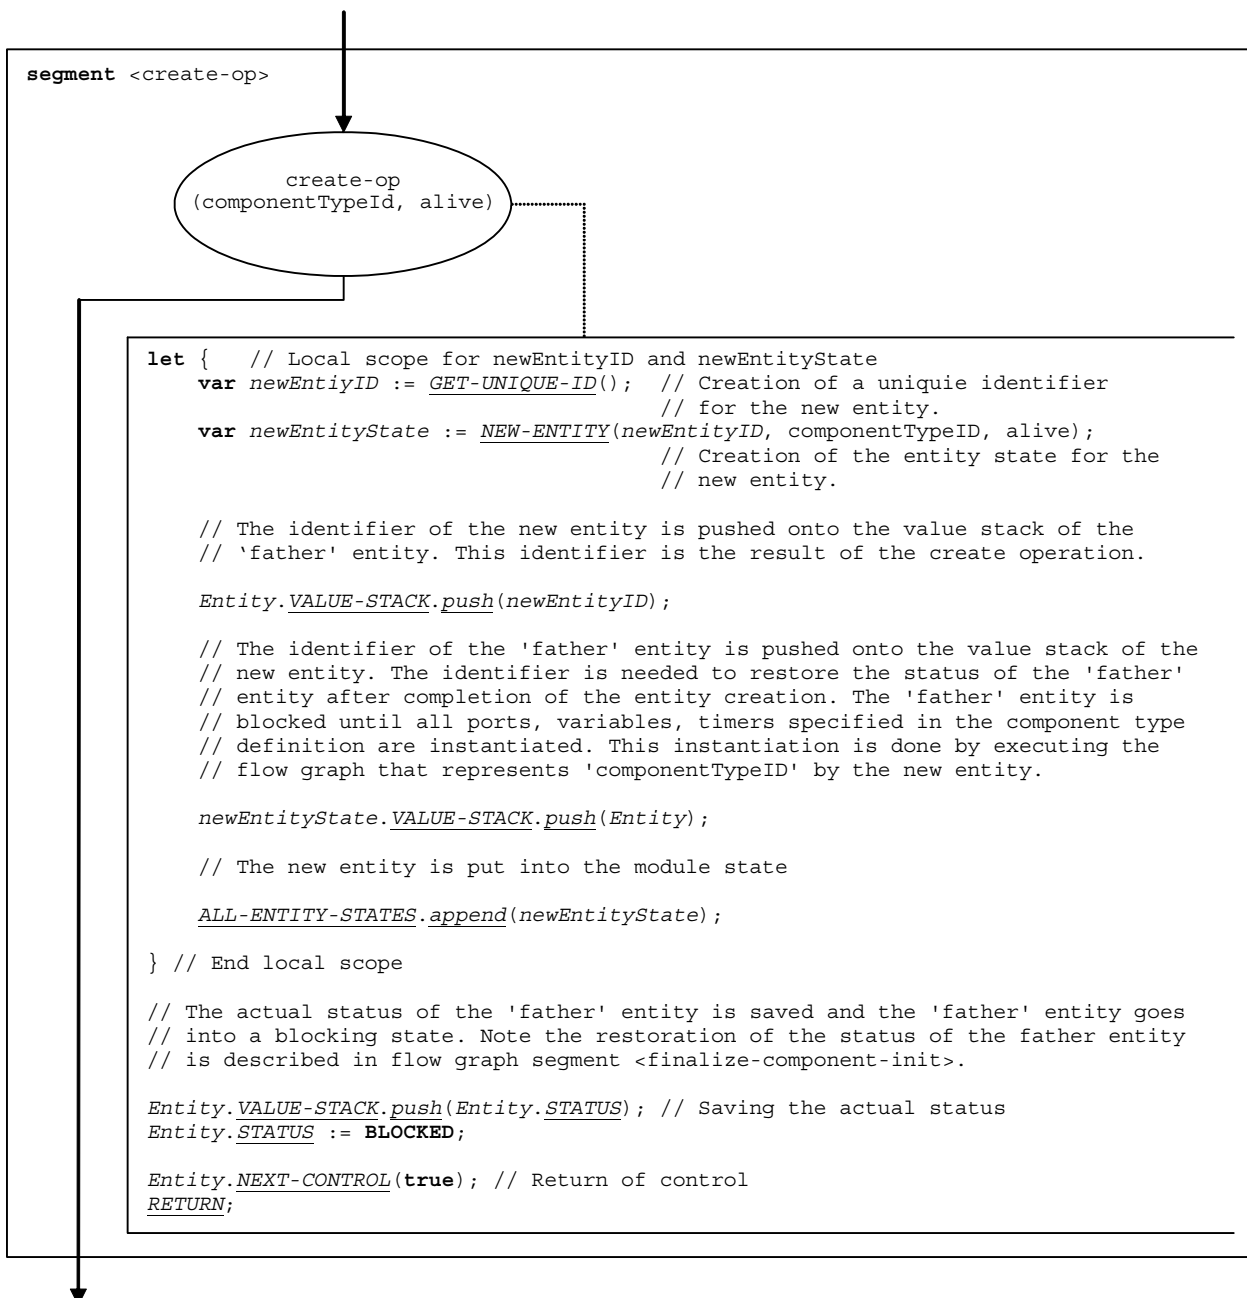 segment <create-op>
create-op
(componentTypeId, alive)
let {   // Local scope for newEntityID and newEntityState
var newEntiyID := GET-UNIQUE-ID();  // Creation of a uniquie identifier
// for the new entity.
var newEntityState := NEW-ENTITY(newEntityID, componentTypeID, alive);
// Creation of the entity state for the
// new entity.
// The identifier of the new entity is pushed onto the value stack of the
// ‘father' entity. This identifier is the result of the create operation.
Entity.VALUE-STACK.push(newEntityID);
// The identifier of the 'father' entity is pushed onto the value stack of the
// new entity. The identifier is needed to restore the status of the 'father'
// entity after completion of the entity creation. The 'father' entity is
// blocked until all ports, variables, timers specified in the component type
// definition are instantiated. This instantiation is done by executing the
// flow graph that represents 'componentTypeID' by the new entity.
newEntityState.VALUE-STACK.push(Entity);
// The new entity is put into the module state
ALL-ENTITY-STATES.append(newEntityState);
} // End local scope
// The actual status of the 'father' entity is saved and the 'father' entity goes
// into a blocking state. Note the restoration of the status of the father entity
// is described in flow graph segment <finalize-component-init>.
Entity.VALUE-STACK.push(Entity.STATUS); // Saving the actual status
Entity.STATUS := BLOCKED;
Entity.NEXT-CONTROL(true); // Return of control
RETURN;